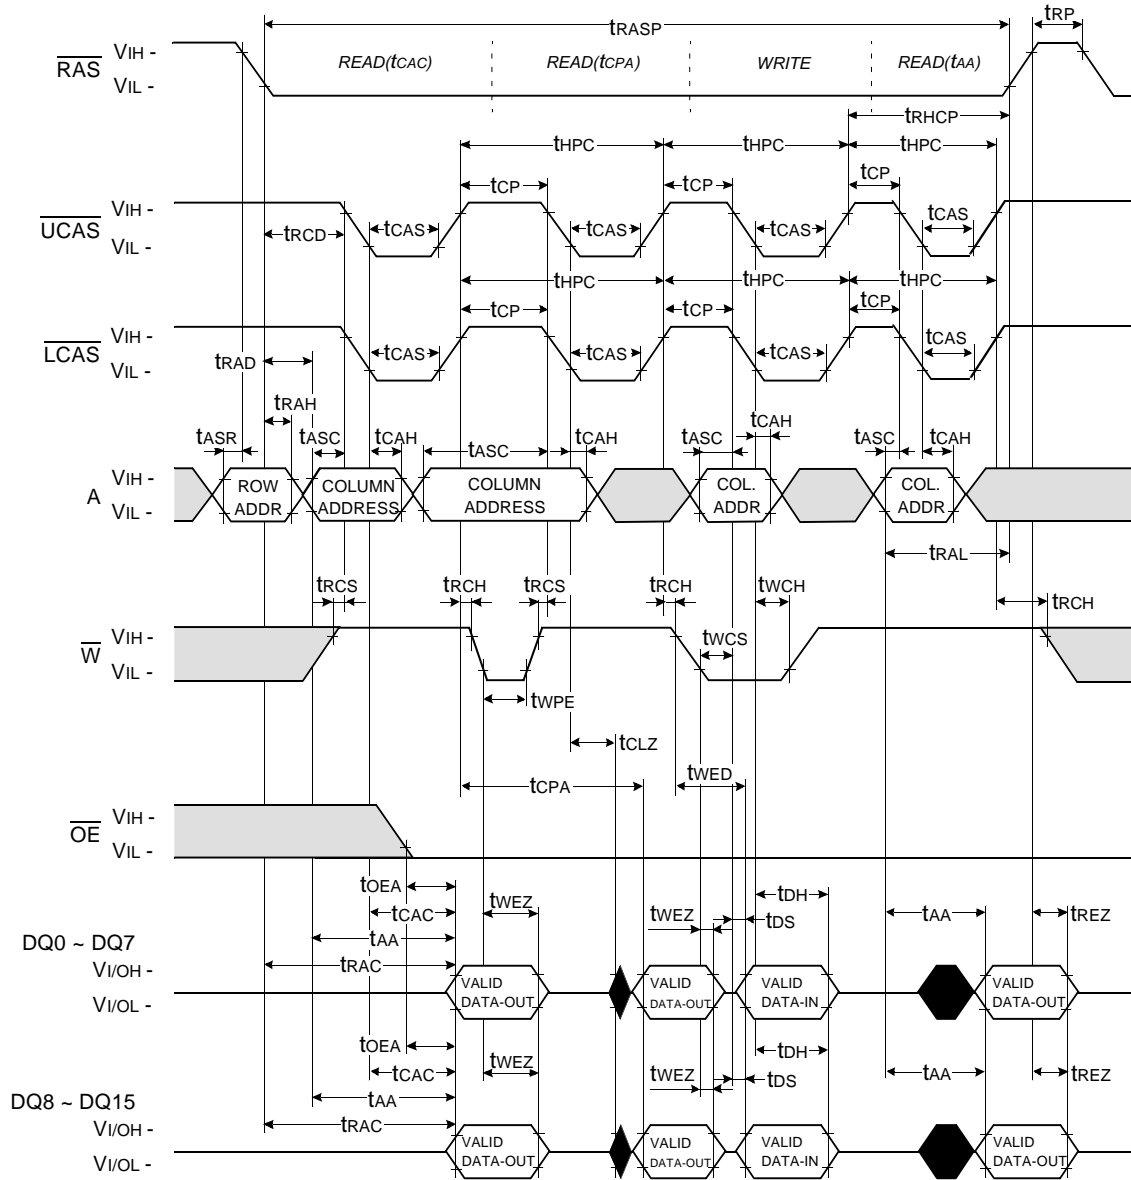 tRASP tRP
RAS VIH - READ(tCAC) READ(tCPA) WRITE READ(tAA)
VIL -
tRHCP
tHPC tHPC tHPC
tCP tCP tCP
UCAS VIH -
tRCD tCAS tCAS tCAS tCAS
VIL -
tHPC tHPC tHPC
tCP tCP tCP
LCAS VIH -
tRAD tCAS tCAS tCAS tCAS
VIL -
tRAH
tASR tASC tCAH tASC tCAH tASC tCAH tASC tCAH
A VIH - ROW COLUMN COLUMN COL. COL.
VIL - ADDR ADDRESS ADDRESS ADDR ADDR
tRAL
tRCS tRCH tRCS tRCH tWCH tRCH
W VIH -
tWCS
VIL -
tWPE
tCLZ
tCPA tWED
OE VIH -
VIL -
tOEA tWEZ tDH
tCAC tWEZ tDS tAA tREZ
DQ0 ~ DQ7 tAA
tRAC
VI/OH - VALID VALID VALID VALID
VI/OL - DATA-OUT DATA-OUT DATA-IN DATA-OUT
tOEA tDH
tCAC tWEZ tWEZ tDS tAA tREZ
DQ8 ~ DQ15 tAA
tRAC
VI/OH - VALID VALID VALID VALID
VI/OL - DATA-OUT DATA-OUT DATA-IN DATA-OUT